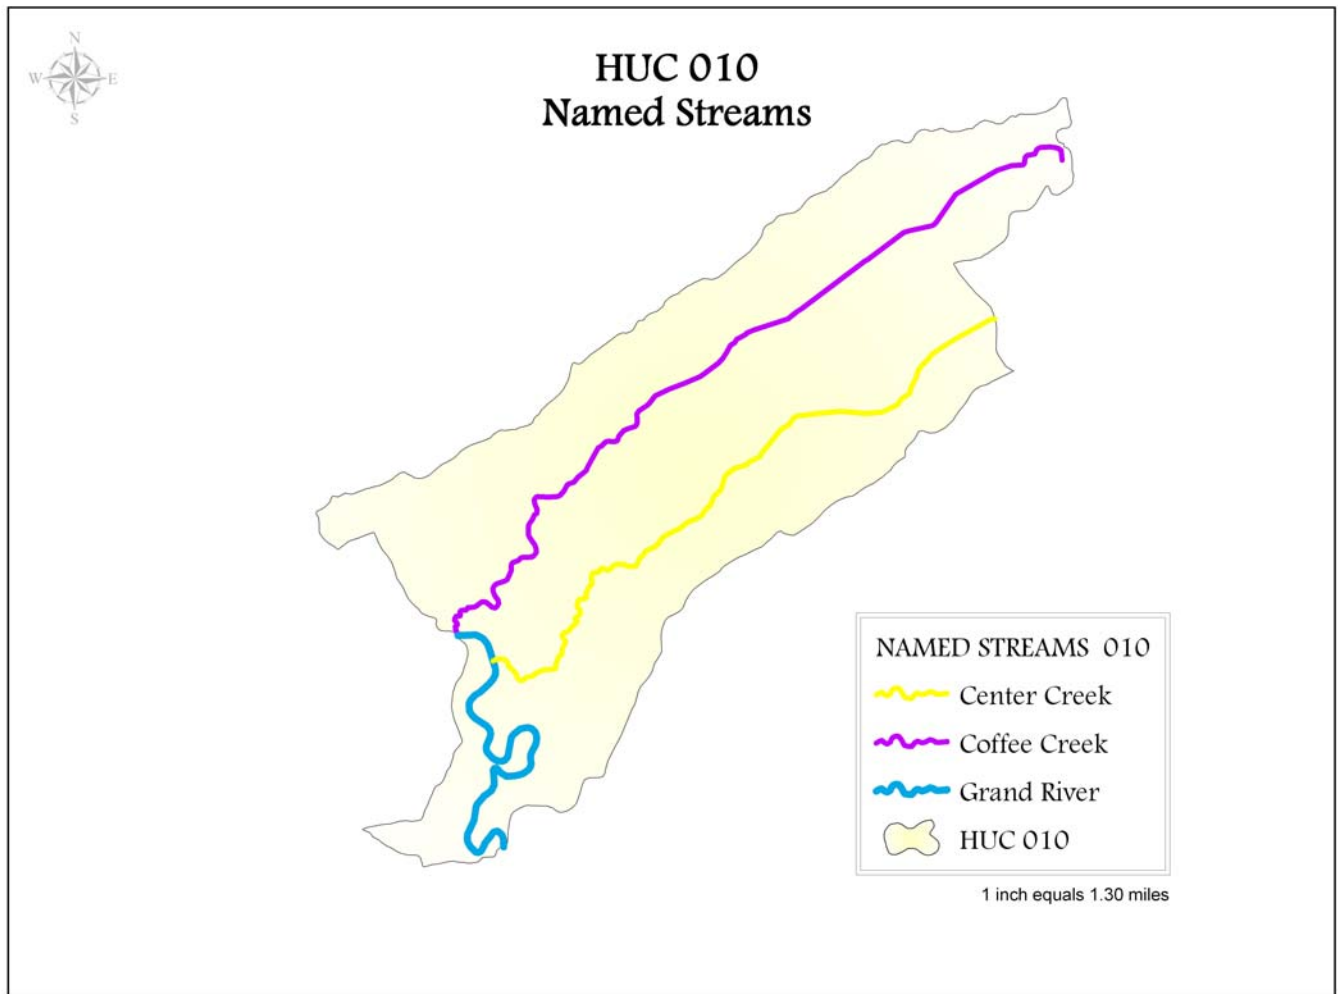 N
W E
S
HUC 010
Named Streams
NAMED STREAMS 010
Center Creek
Coffee Creek
Grand River
HUC 010
1 inch equals 1.30 miles